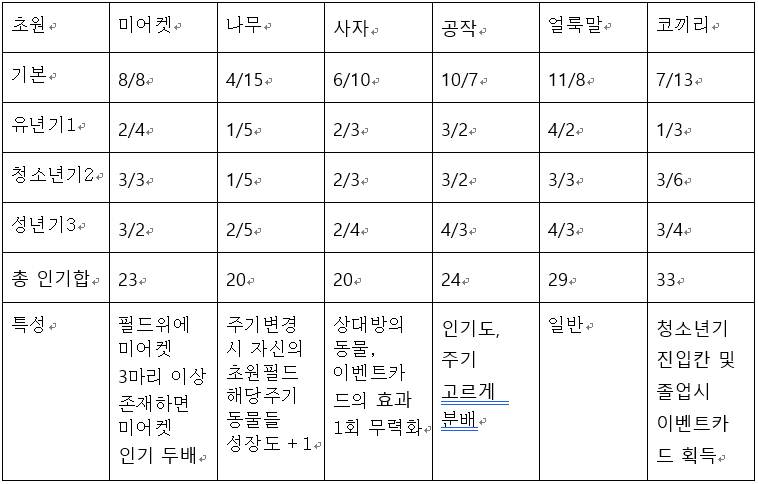 초원 미어켓 나무 사자 공작 얼룩말 코끼리
기본 8/8 4/15 6/10 10/7 11/8 7/13
유년기1 2/4 1/5 2/3 3/2 4/2 1/3
청소년기2 3/3 1/5 2/3 3/2 3/3 3/6
성년기3 3/2 2/5 2/4 4/3 4/3 3/4
총 인기합 23 20 20 24 29 33
특성
필드위에
미어켓
3마리 이상
존재하면
미어켓
인기 두배
주기변경
시 자신의
초원필드
해당주기
동물들
성장도+1
상대방의
동물,
이벤트카
드의 효과
1회 무력화
인기도,
주기
고르게
분배
일반
청소년기
진입칸 및
졸업시
이벤트카
드 획득